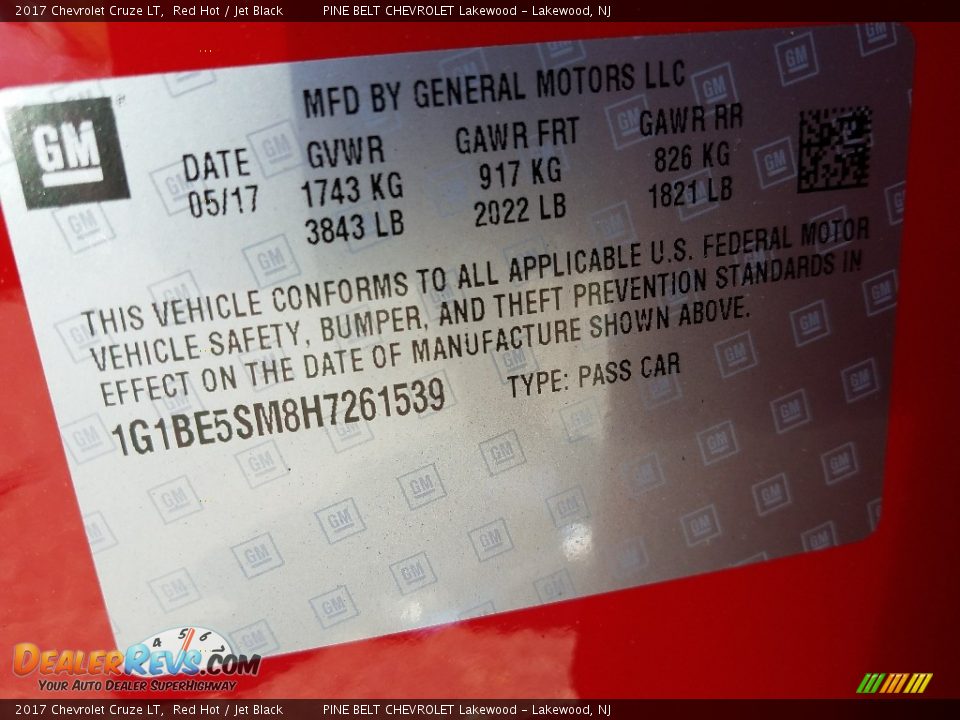 2017 Chevrolet Cruze LT, Red Hot / Jet Black PINE BELT CHEVROLET Lakewood - Lakewood, NJ
GM
MFD BY GENERAL MOTORS LLC
DATE GVWR GAWR FRT GAWR RR
05/17 1743 KG 917 KG 826 KG
3843 LB 2022 LB 1821 LB
THIS VEHICLE CONFORMS TO ALL APPLICABLE U.S. FEDERAL MOTOR
VEHICLE SAFETY, BUMPER, AND THEFT PREVENTION STANDARDS IN
EFFECT ON THE DATE OF MANUFACTURE SHOWN ABOVE.
1G1BE5SM8H7261539 TYPE: PASS CAR
4 5 6 7
DEALERREVS.COM
YOUR AUTO DEALER SUPERHIGHWAY
2017 Chevrolet Cruze LT, Red Hot / Jet Black PINE BELT CHEVROLET Lakewood - Lakewood, NJ